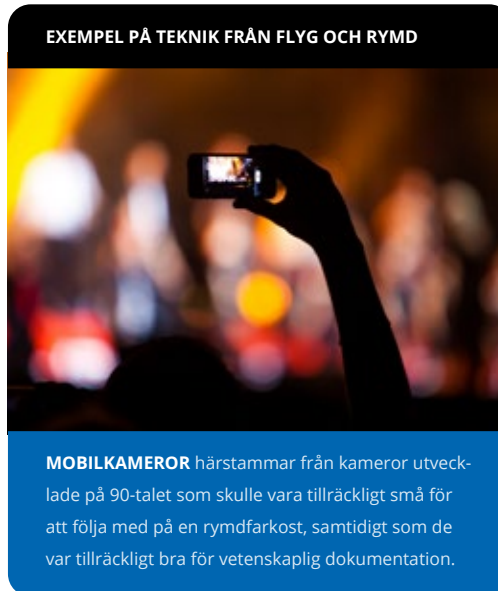 EXEMPEL PÅ TEKNIK FRÅN FLYG OCH RYMD
MOBILKAMEROR härstammar från kameror utveck-
lade på 90-talet som skulle vara tillräckligt små för
att följa med på en rymdfarkost, samtidigt som de
var tillräckligt bra för vetenskaplig dokumentation.